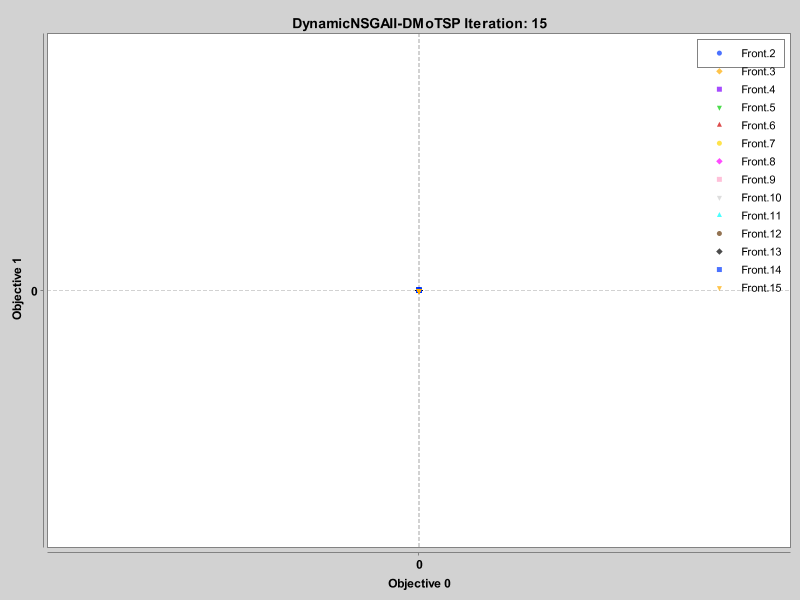 DynamicNSGAII-DMoTSP Iteration: 15
Front.2
Front.3
Front.4
Front.5
Front.6
Front.7
Front.8
Front.9
Front.10
Front.11
Front.12
Front.13
Front.14
Front.15
Objective 1
0
0
Objective 0